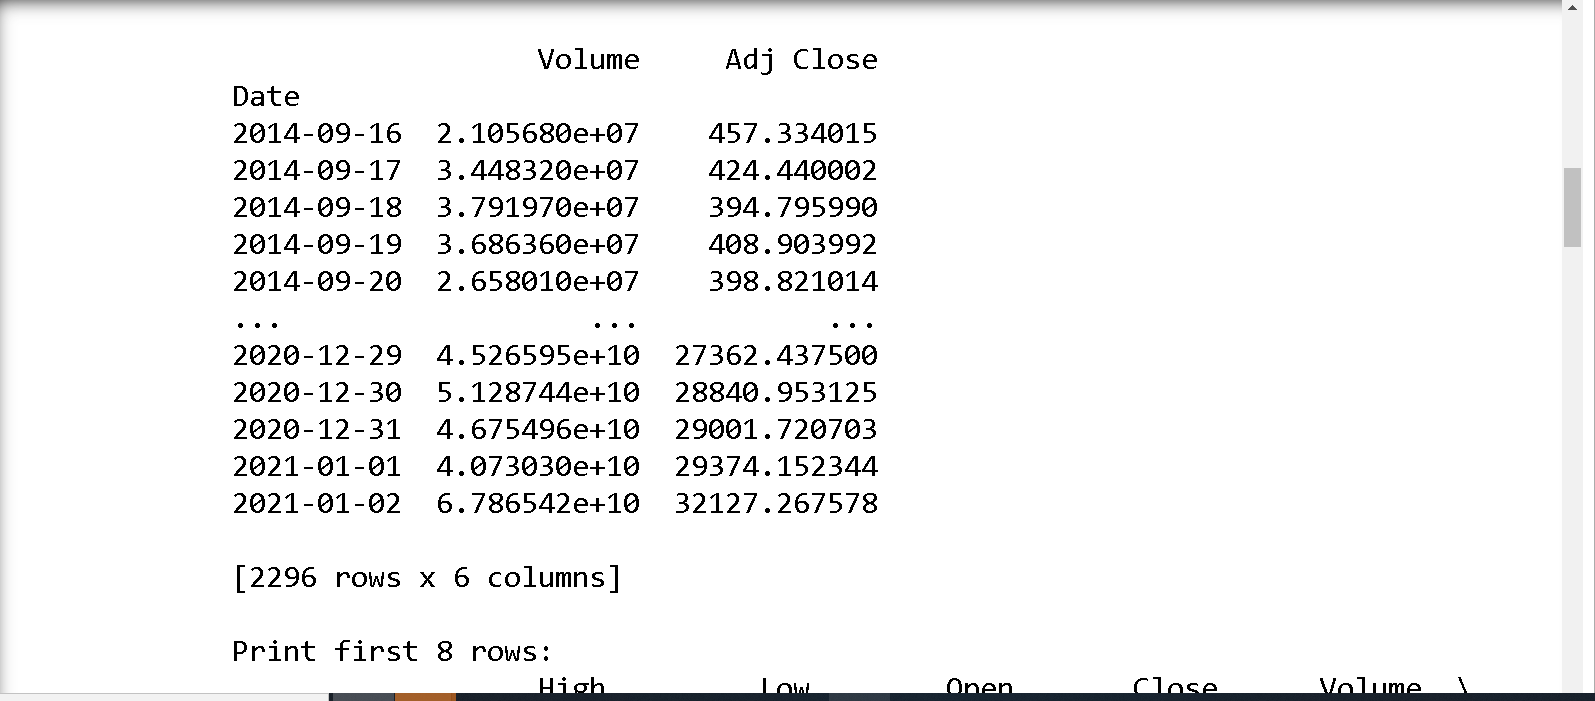 Volume Adj Close
Date
2014-09-16 2.105680e+07 457.334015
2014-09-17 3.448320e+07 424.440002
2014-09-18 3.791970e+07 394.795990
2014-09-19 3.686360e+07 408.903992
2014-09-20 2.658010e+07 398.821014
... ... ...
2020-12-29 4.526595e+10 27362.437500
2020-12-30 5.128744e+10 28840.953125
2020-12-31 4.675496e+10 29001.720703
2021-01-01 4.073030e+10 29374.152344
2021-01-02 6.786542e+10 32127.267578
[2296 rows x 6 columns]
Print first 8 rows:
High Low Open Close Volume \